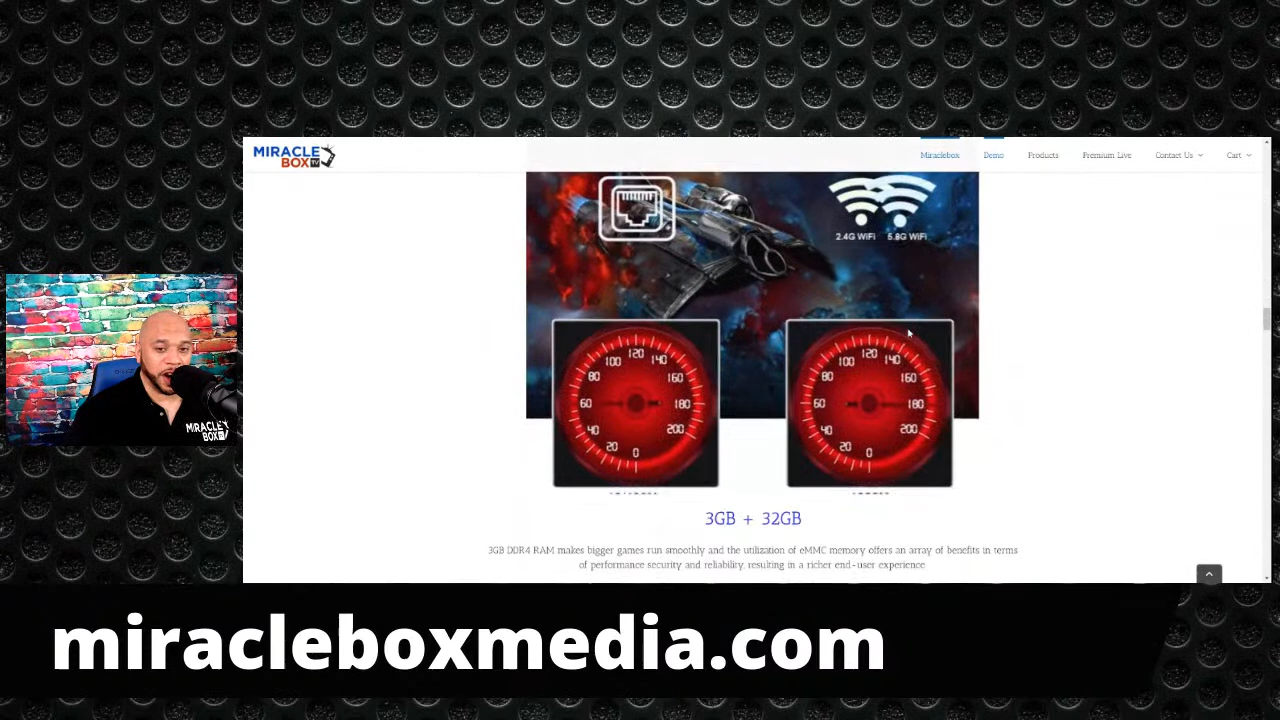 MIRACLE
BOX TV
Miraclebox
Demo
Products
Premium Live
Contact Us
Cart
2.4G WiFi
5.8G WiFi
0 20 40 60 80 100 120 140 160 180 200
0 20 40 60 80 100 120 140 160 180 200
3GB + 32GB
3GB DDR4 RAM makes bigger games run smoothly and the utilization of eMMC memory offers an array of benefits in terms
of performance security and reliability, resulting in a richer end-user experience
MIRACLE
BOX
miracleboxmedia.com